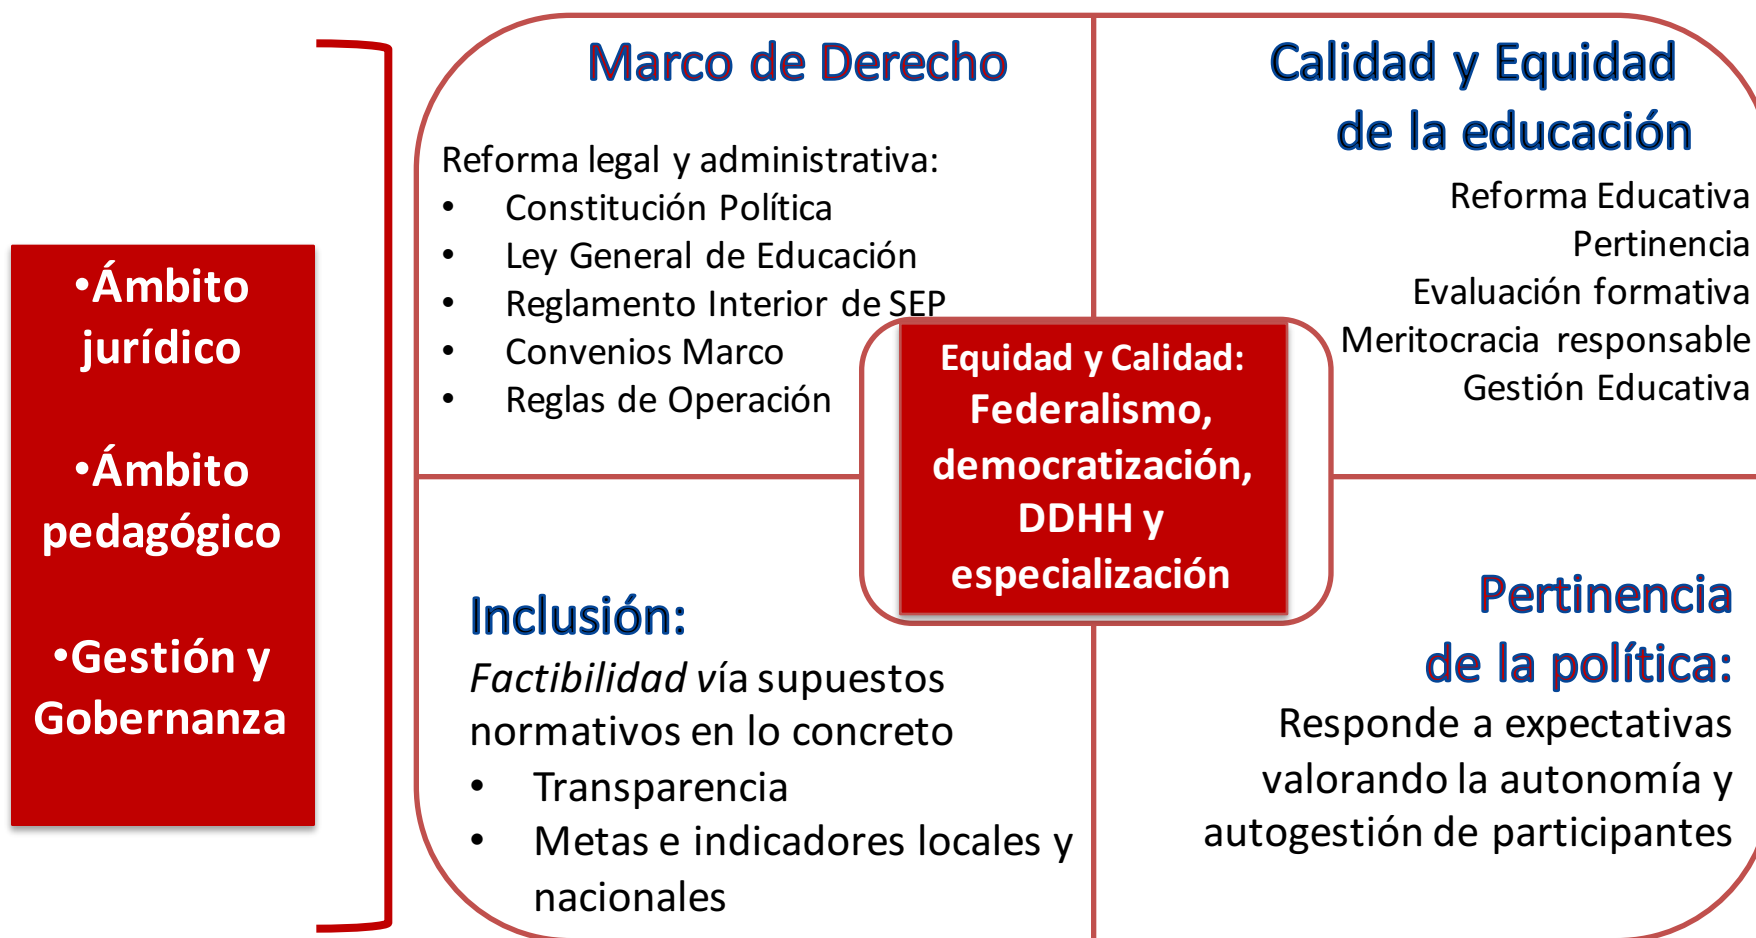 •Ámbito
jurídico
•Ámbito
pedagógico
•Gestión y
Gobernanza
Marco de Derecho
Reforma legal y administrativa:
• Constitución Política
• Ley General de Educación
• Reglamento Interior de SEP
• Convenios Marco
• Reglas de Operación
Calidad y Equidad
de la educación
Reforma Educativa
Pertinencia
Evaluación formativa
Meritocracia responsable
Gestión Educativa
Equidad y Calidad:
Federalismo,
democratización,
DDHH y
especialización
Inclusión:
Factibilidad vía supuestos
normativos en lo concreto
• Transparencia
• Metas e indicadores locales y
nacionales
Pertinencia
de la política:
Responde a expectativas
valorando la autonomía y
autogestión de participantes